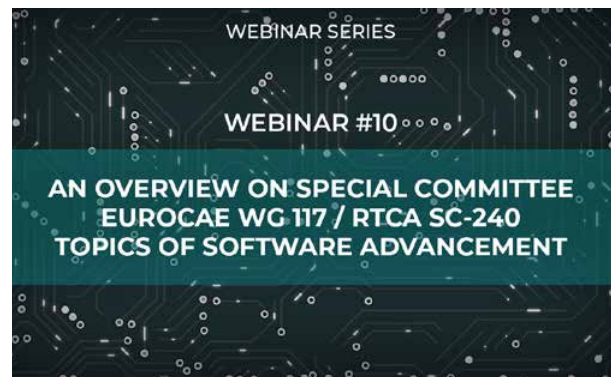 WEBINAR SERIES
WEBINAR #10
AN OVERVIEW ON SPECIAL COMMITTEE
EUROCAE WG 117 / RTCA SC-240
TOPICS OF SOFTWARE ADVANCEMENT